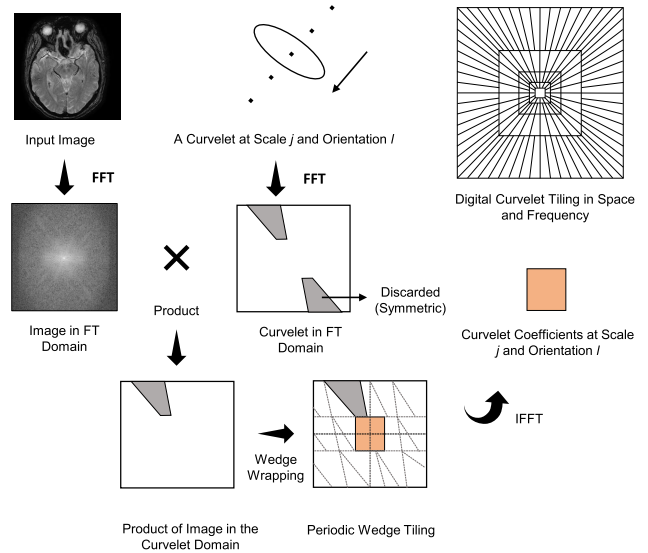 Input Image
A Curvelet at Scale j and Orientation l
FFT
FFT
Digital Curvelet Tiling in Space
and Frequency
Product
Discarded
(Symmetric)
Image in FT
Domain
Curvelet in FT
Domain
Curvelet Coefficients at Scale
j and Orientation l
Wedge
Wrapping
IFFT
Product of Image in the
Curvelet Domain
Periodic Wedge Tiling